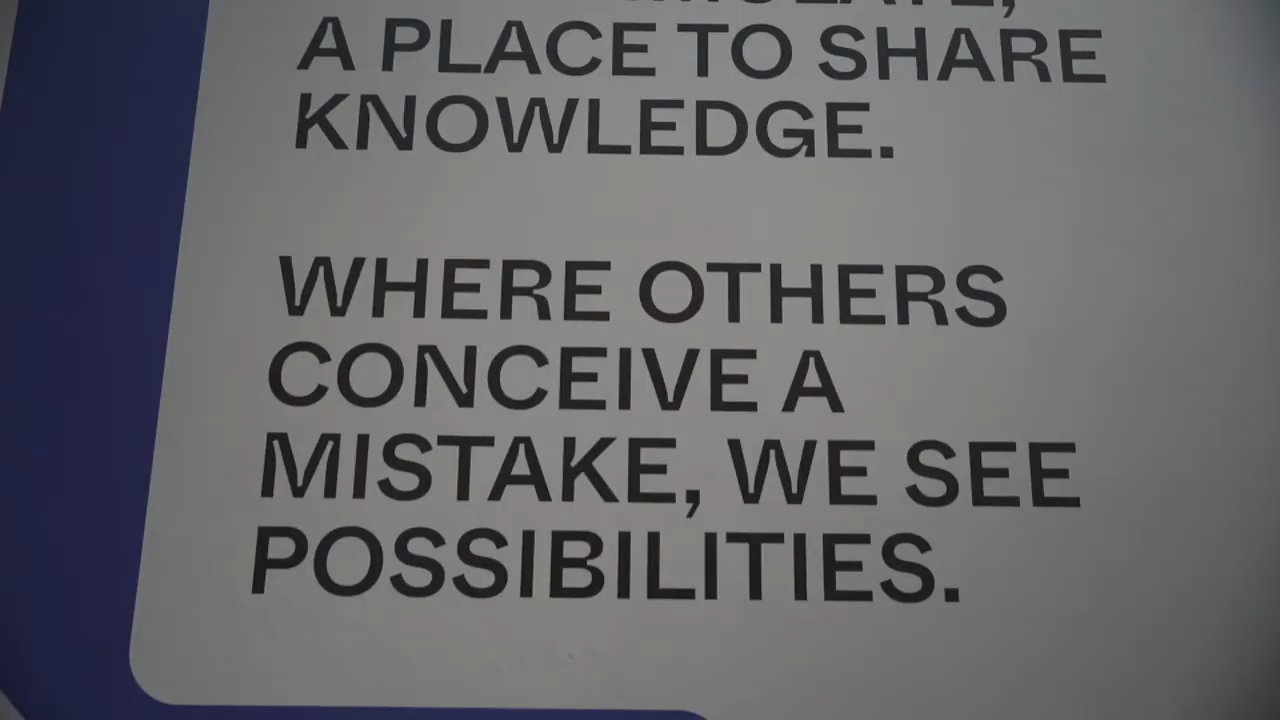 A PLACE TO SHARE
KNOWLEDGE.
WHERE OTHERS
CONCEIVE A
MISTAKE, WE SEE
POSSIBILITIES.